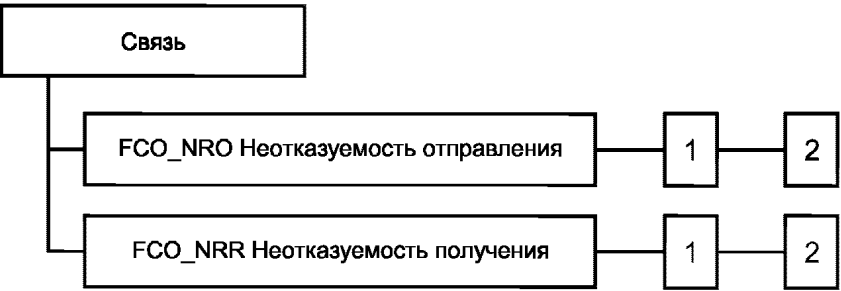 Связь
FCO_NRO Неотказуемость отправления 1 2
FCO_NRR Неотказуемость получения 1 2